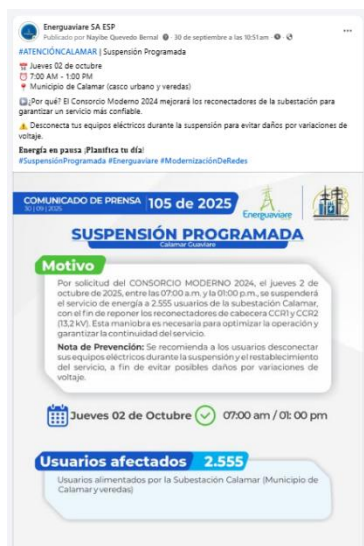 Energuaviare SA ESP
Publicado por Nayibe Quevedo Bernal · 30 de septiembre a las 10:51 am ·
#ATENCIÓNCALAMAR | Suspensión Programada
Jueves 02 de octubre
7:00 AM - 1:00 PM
Municipio de Calamar (casco urbano y veredas)
¿Por qué? El Consorcio Moderno 2024 mejorará los reconectadores de la subestación para
garantizar un servicio más confiable.
Desconecta tus equipos eléctricos durante la suspensión para evitar daños por variaciones de
voltaje.
Energía en pausa ¡Planifica tu día!
#SuspensiónProgramada #Energuaviare #ModernizaciónDeRedes
COMUNICADO DE PRENSA 105 de 2025
30 | 09 | 2025
Energuaviare
SUSPENSIÓN PROGRAMADA
Calamar Guaviare
Motivo
Por solicitud del CONSORCIO MODERNO 2024, el jueves 2 de
octubre de 2025, entre las 07:00 a.m. y la 01:00 p.m., se suspenderá
el servicio de energía a 2.555 usuarios de la subestación Calamar,
con el fin de reponer los reconectadores de cabecera CCR1 y CCR2
(13,2 kV). Esta maniobra es necesaria para optimizar la operación y
garantizar la continuidad del servicio.
Nota de Prevención: Se recomienda a los usuarios desconectar
sus equipos eléctricos durante la suspensión y el restablecimiento
del servicio, a fin de evitar posibles daños por variaciones de
voltaje.
Jueves 02 de Octubre 07:00 am / 01: 00 pm
Usuarios afectados 2.555
Usuarios alimentados por la Subestación Calamar (Municipio de
Calamar y veredas)